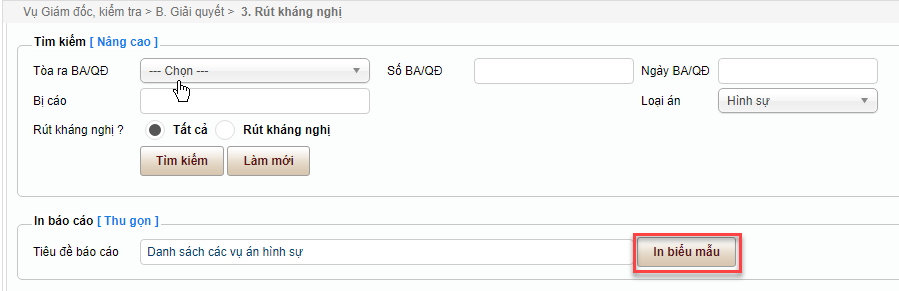 Vụ Giám đốc, kiểm tra > B. Giải quyết > 3. Rút kháng nghị
Tìm kiếm [ Nâng cao ]
Tòa ra BA/QĐ --- Chọn --- Số BA/QĐ Ngày BA/QĐ
Bị cáo Loại án Hình sự
Rút kháng nghị ? Tất cả Rút kháng nghị
Tìm kiếm Làm mới
In báo cáo [ Thu gọn ]
Tiêu đề báo cáo Danh sách các vụ án hình sự In biểu mẫu